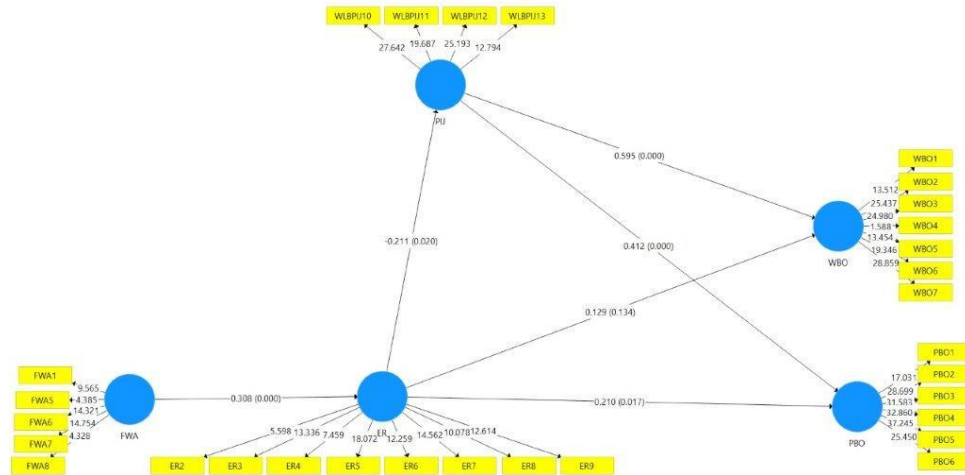 WLBPIJ10 WLBPIJ11 WLBPIJ12 WLBPIJ13
27.642 19.687 25.193 12.794
PIJ
0.595 (0.000)
WBO1
13.512 WBO2
25.437 WBO3
24.980
1.588 WBO4
13.454 WBO5
19.346 WBO6
28.859
WBO7
WBO
-0.211 (0.020)
0.412 (0.000)
0.129 (0.134)
FWA1
9.565
FWA5 4.385
14.321
FWA6
14.754
FWA7
4.328
FWA8
FWA
0.308 (0.000)
ER
0.210 (0.017)
5.598 13.336 7.459 18.072 12.259 14.562 10.078 12.614
ER2 ER3 ER4 ER5 ER6 ER7 ER8 ER9
PBO1
17.031 PBO2
28.699
31.583 PBO3
32.860 PBO4
37.245
25.450 PBO5
PBO6
PBO